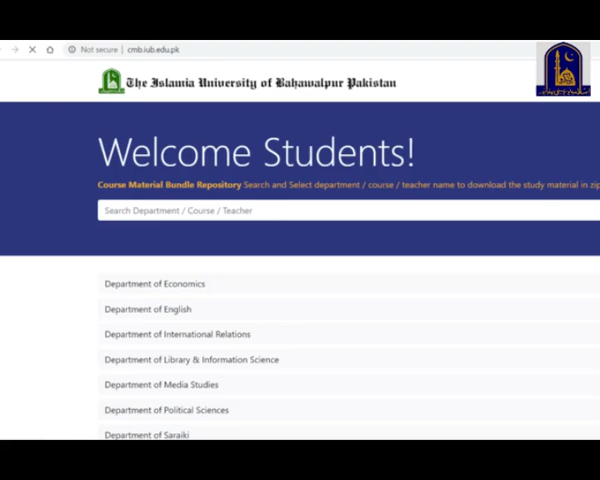 Not secure | cmb.iub.edu.pk
The Islamia University of Bahawalpur Pakistan
Welcome Students!
Course Material Bundle Repository Search and Select department / course / teacher name to download the study material in zip
Search Department / Course / Teacher
Department of Economics
Department of English
Department of International Relations
Department of Library & Information Science
Department of Media Studies
Department of Political Sciences
Department of Saraiki